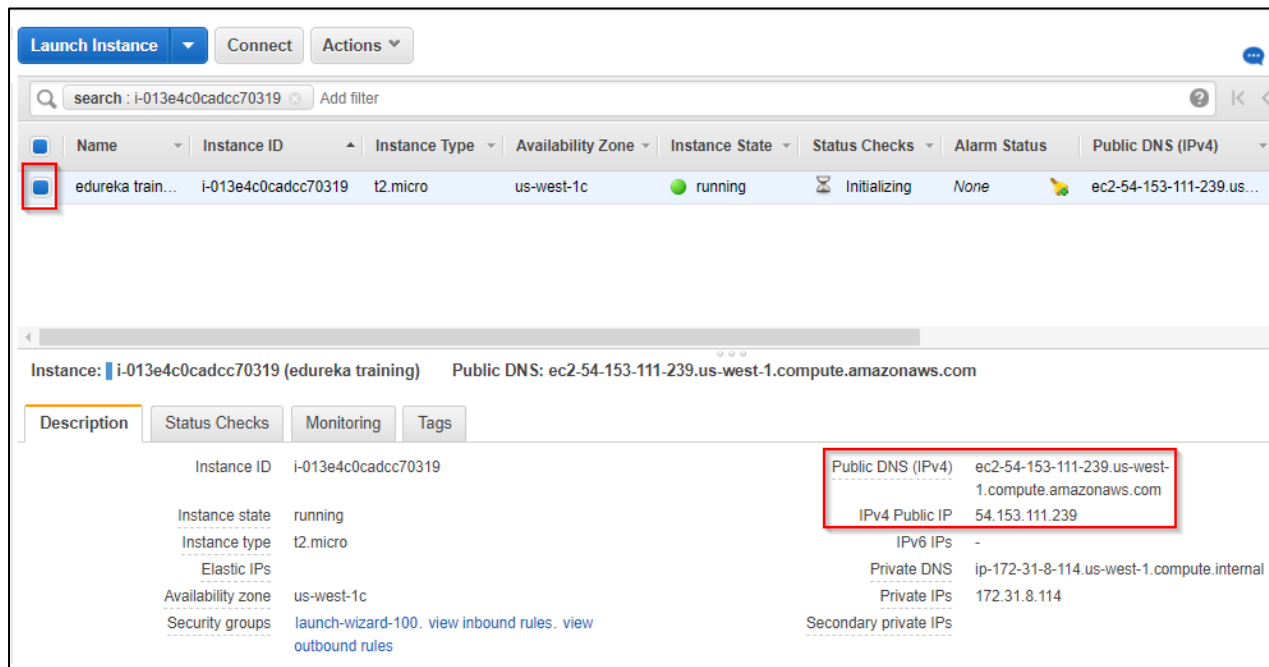 Launch Instance Connect Actions
search : i-013e4c0cadcc70319 Add filter
Name Instance ID Instance Type Availability Zone Instance State Status Checks Alarm Status Public DNS (IPv4)
edureka train... i-013e4c0cadcc70319 t2.micro us-west-1c running Initializing None ec2-54-153-111-239.us...
Instance: i-013e4c0cadcc70319 (edureka training) Public DNS: ec2-54-153-111-239.us-west-1.compute.amazonaws.com
Description Status Checks Monitoring Tags
Instance ID i-013e4c0cadcc70319 Public DNS (IPv4) ec2-54-153-111-239.us-west-
1.compute.amazonaws.com
Instance state running IPv4 Public IP 54.153.111.239
Instance type t2.micro IPv6 IPs -
Elastic IPs Private DNS ip-172-31-8-114.us-west-1.compute.internal
Availability zone us-west-1c Private IPs 172.31.8.114
Security groups launch-wizard-100. view inbound rules. view Secondary private IPs
outbound rules